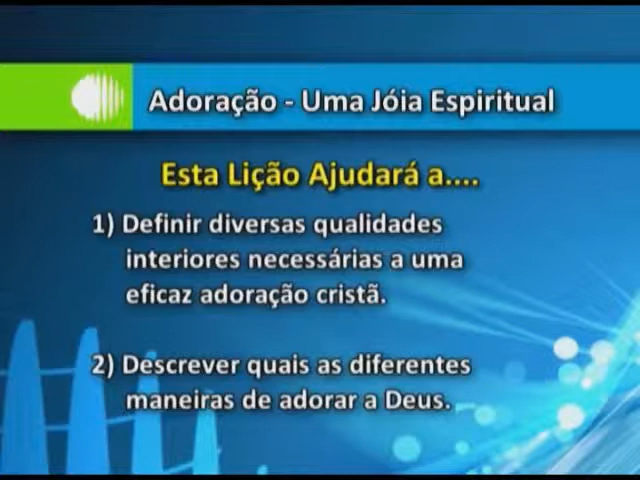 Adoração - Uma Jóia Espiritual
Esta Lição Ajudará a....
1) Definir diversas qualidades
interiores necessárias a uma
eficaz adoração cristã.
2) Descrever quais as diferentes
maneiras de adorar a Deus.